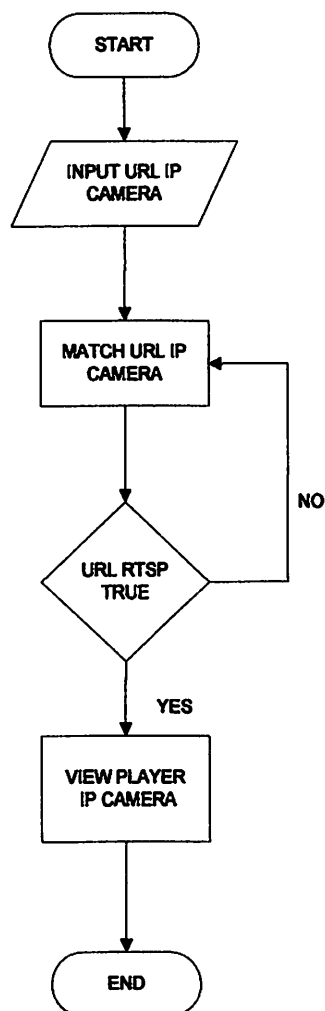 START
INPUT URL IP
CAMERA
MATCH URL IP
CAMERA
NO
URL RTSP
TRUE
YES
VIEW PLAYER
IP CAMERA
END